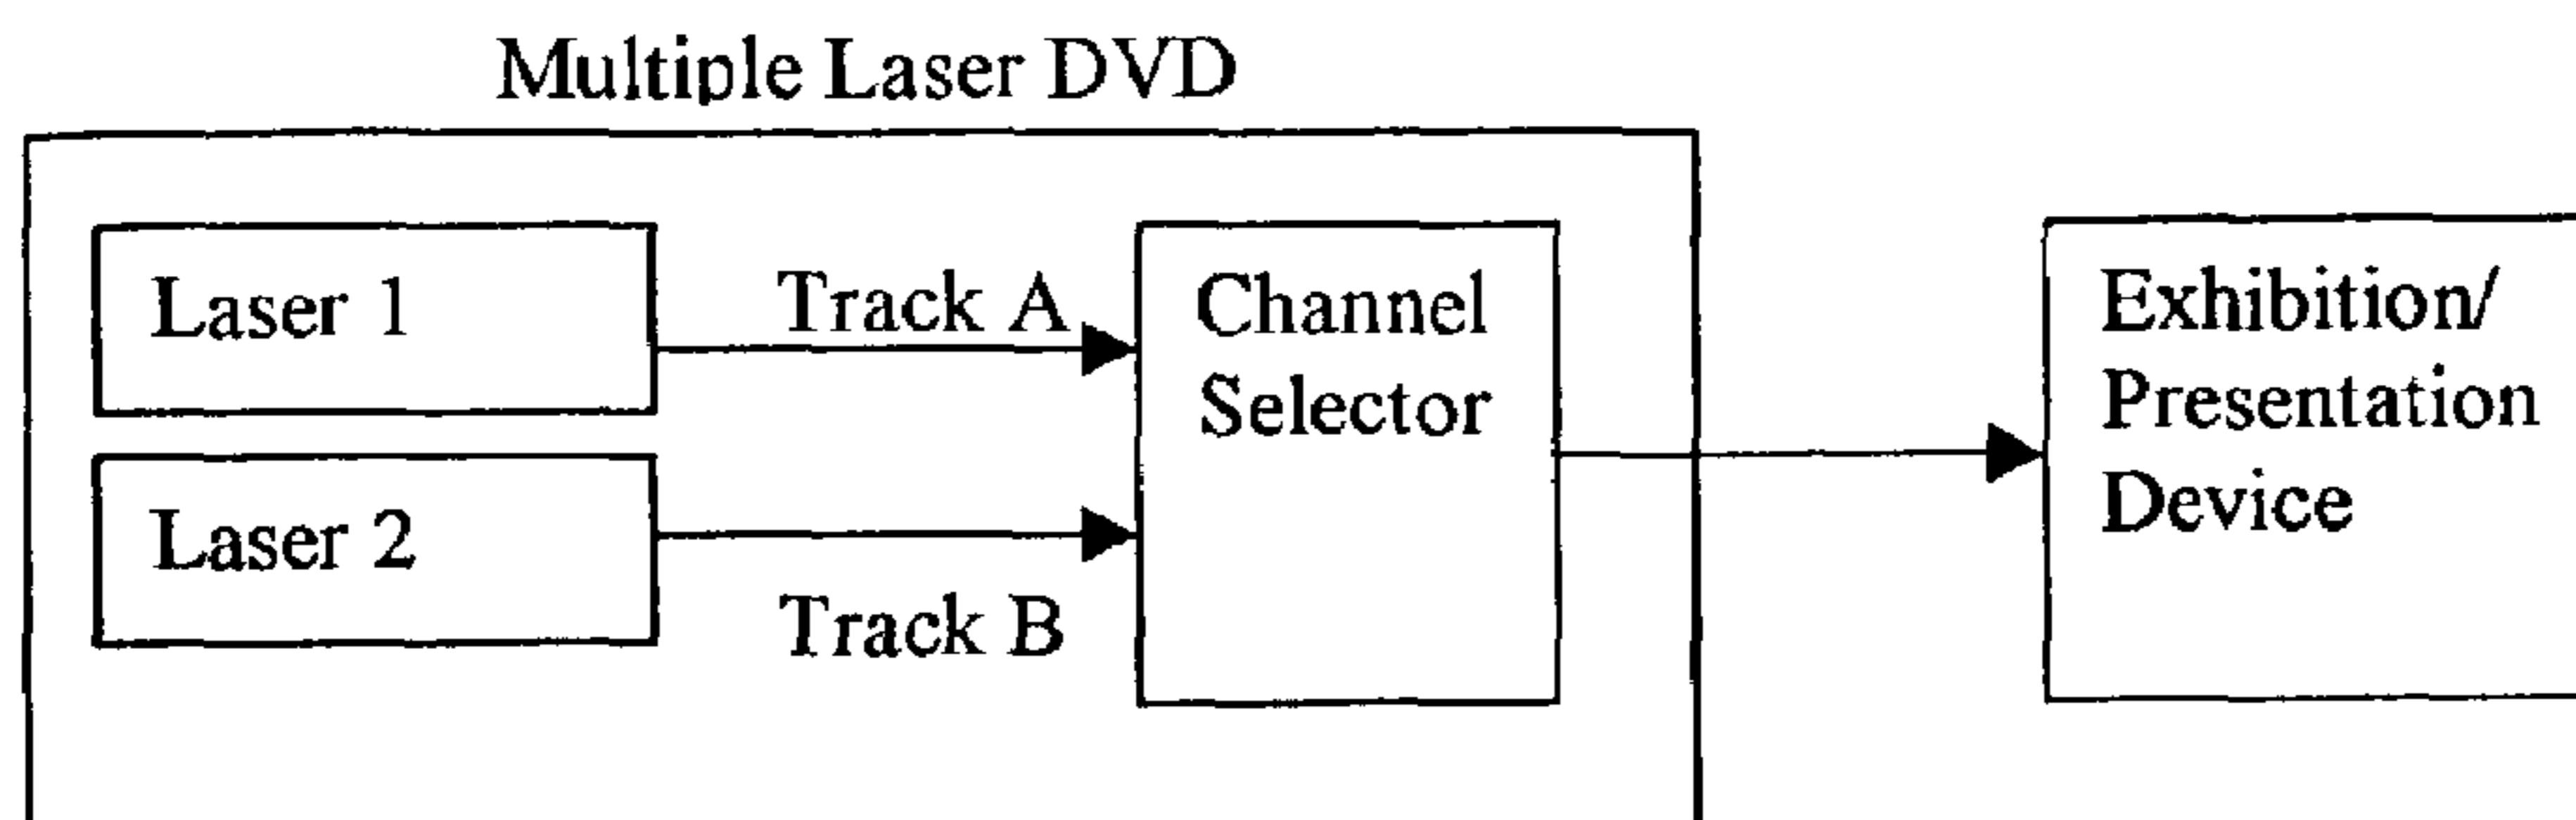 Multiple Laser DVD
Laser 1
Track A
Channel
Selector
Laser 2
Track B
Exhibition/
Presentation
Device